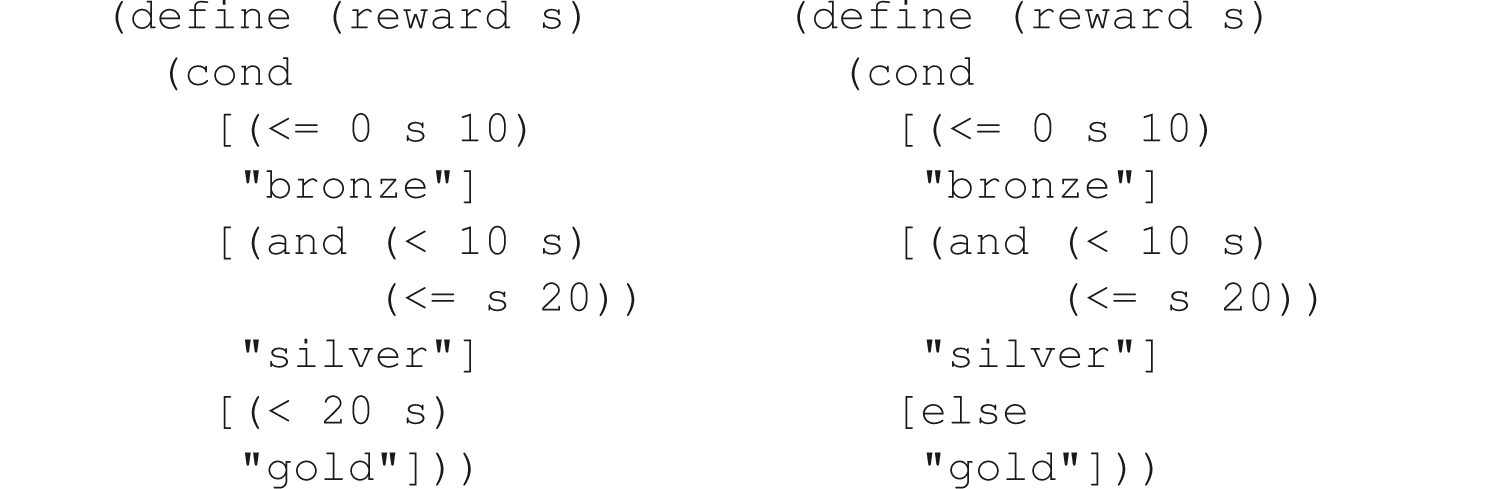 (define (reward s)
  (cond
    [(<= 0 s 10)
     "bronze"]
    [(and (< 10 s)
          (<= s 20))
     "silver"]
    [(< 20 s)
     "gold"]))
(define (reward s)
  (cond
    [(<= 0 s 10)
     "bronze"]
    [(and (< 10 s)
          (<= s 20))
     "silver"]
    [else
     "gold"]))